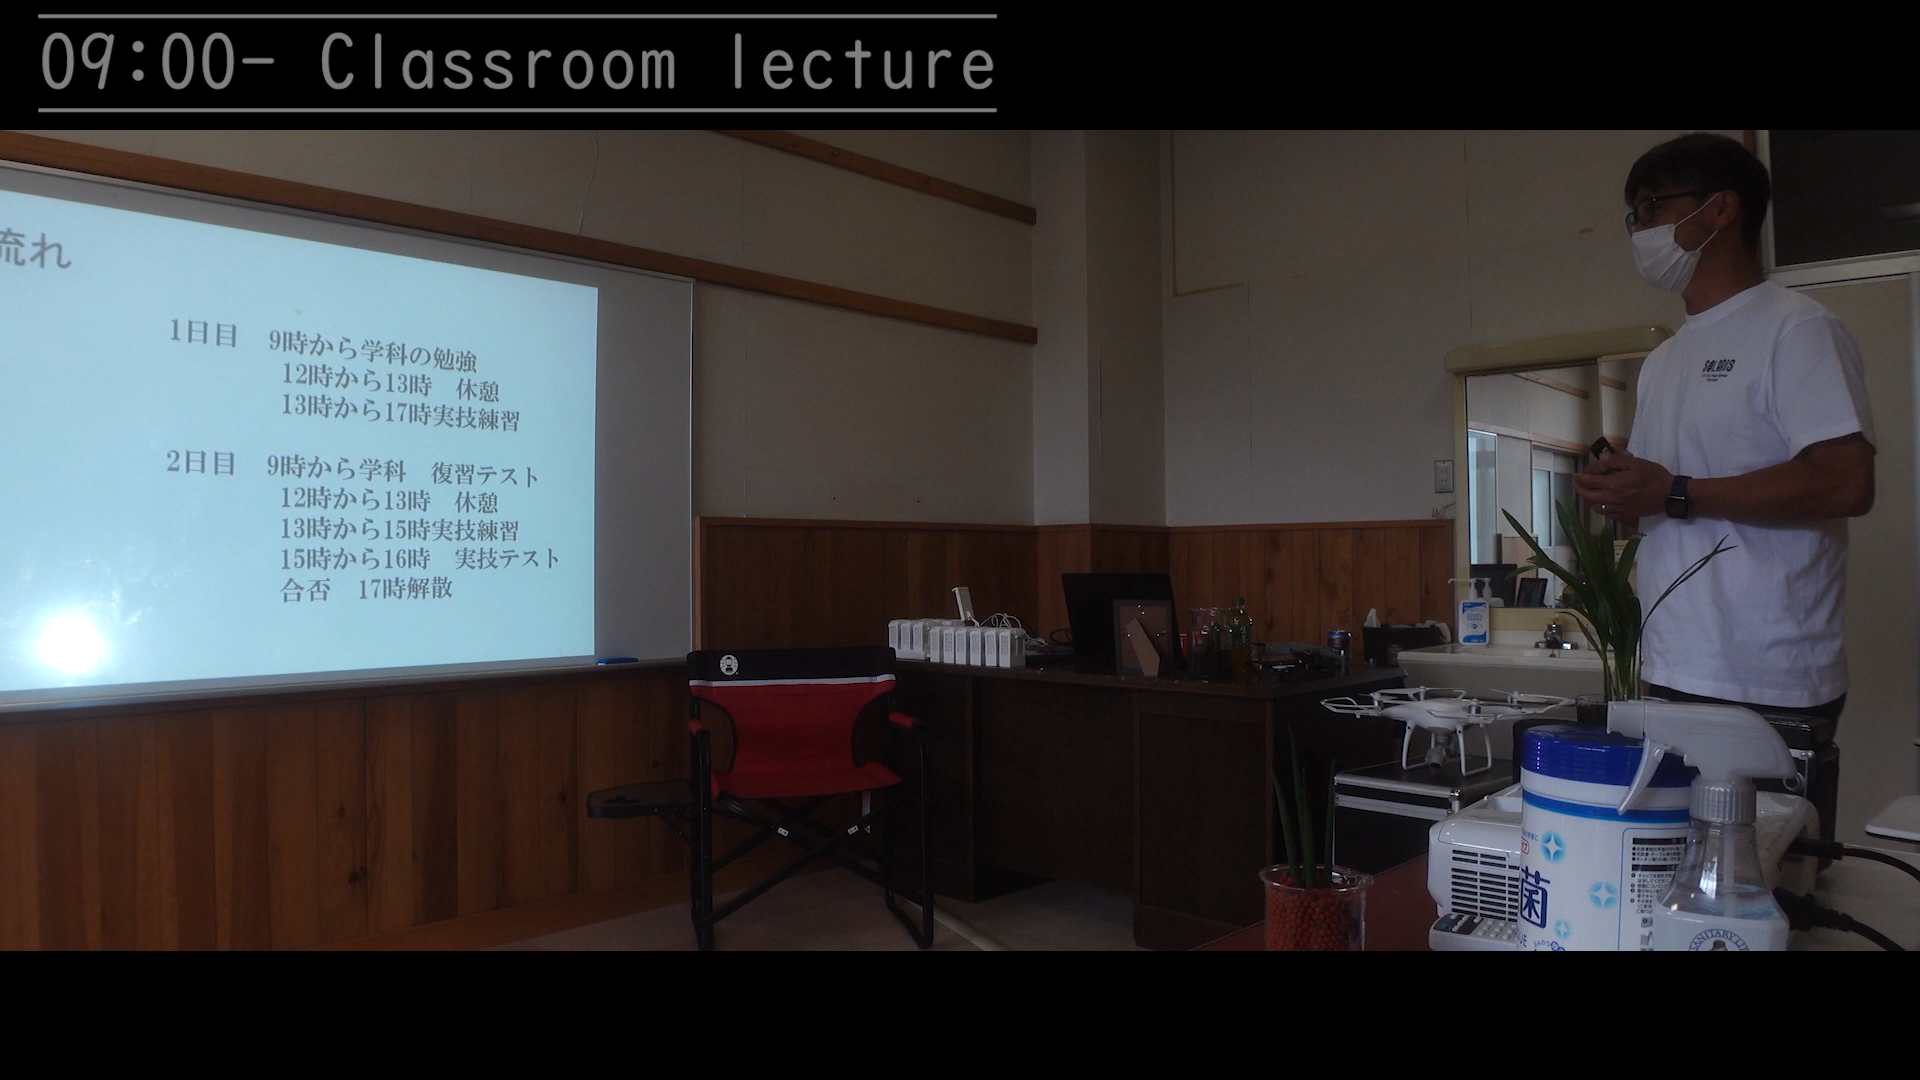 09:00- Classroom lecture
流れ
1日目 9時から学科の勉強
12時から13時 休憩
13時から17時実技練習
2日目 9時から学科 復習テスト
12時から13時 休憩
13時から15時実技練習
15時から16時 実技テスト
合否 17時解散
SOLARIS
菌
SANITARY